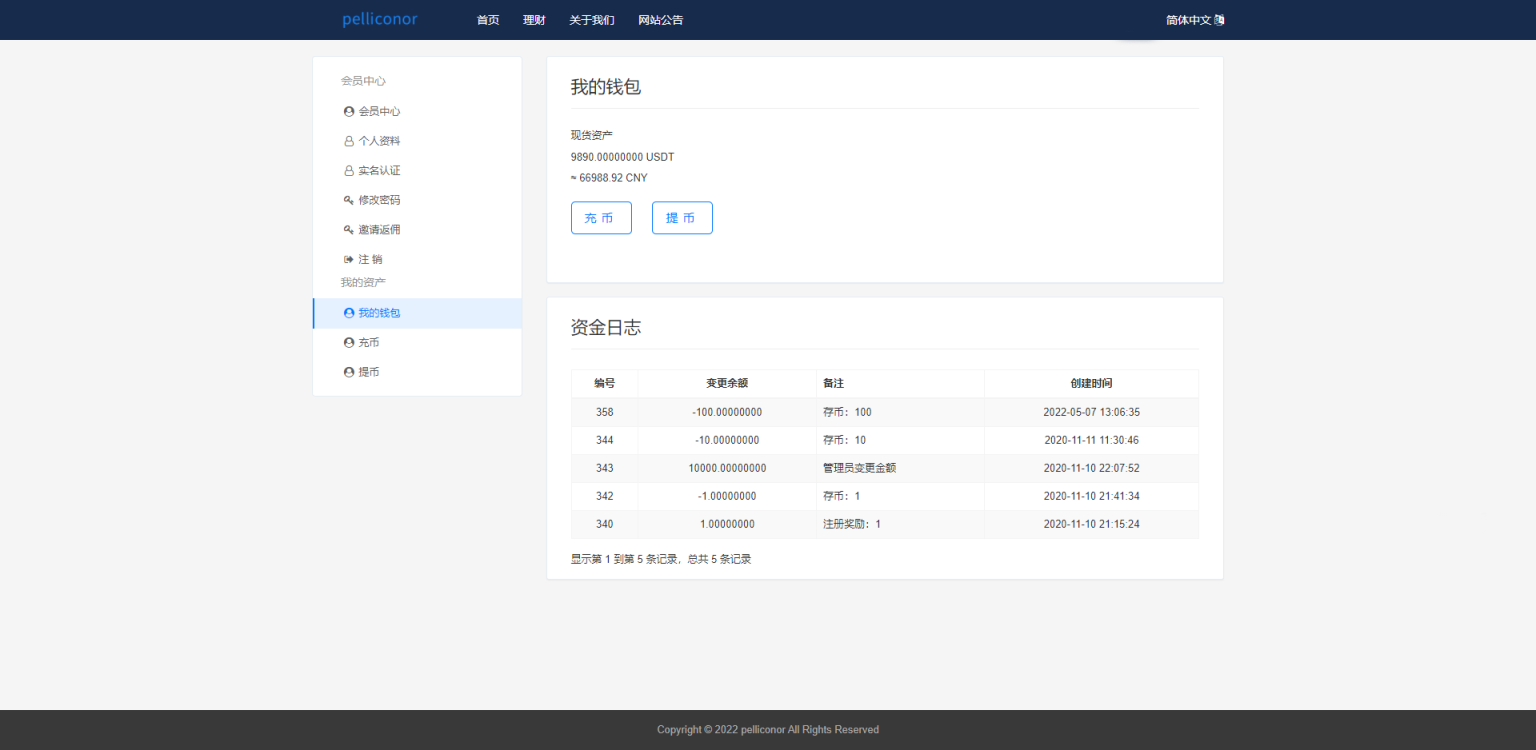 pelliconor 首页 理财 关于我们 网站公告 简体中文
会员中心
会员中心
个人资料
实名认证
修改密码
邀请返佣
注 销
我的资产
我的钱包
充币
提币
我的钱包
现货资产
9890.00000000 USDT
≈ 66988.92 CNY
充 币 提 币
资金日志
编号 变更余额 备注 创建时间
358 -100.00000000 存币：100 2022-05-07 13:06:35
344 -10.00000000 存币：10 2020-11-11 11:30:46
343 10000.00000000 管理员变更金额 2020-11-10 22:07:52
342 -1.00000000 存币：1 2020-11-10 21:41:34
340 1.00000000 注册奖励：1 2020-11-10 21:15:24
显示第 1 到第 5 条记录，总共 5 条记录
Copyright © 2022 pelliconor All Rights Reserved